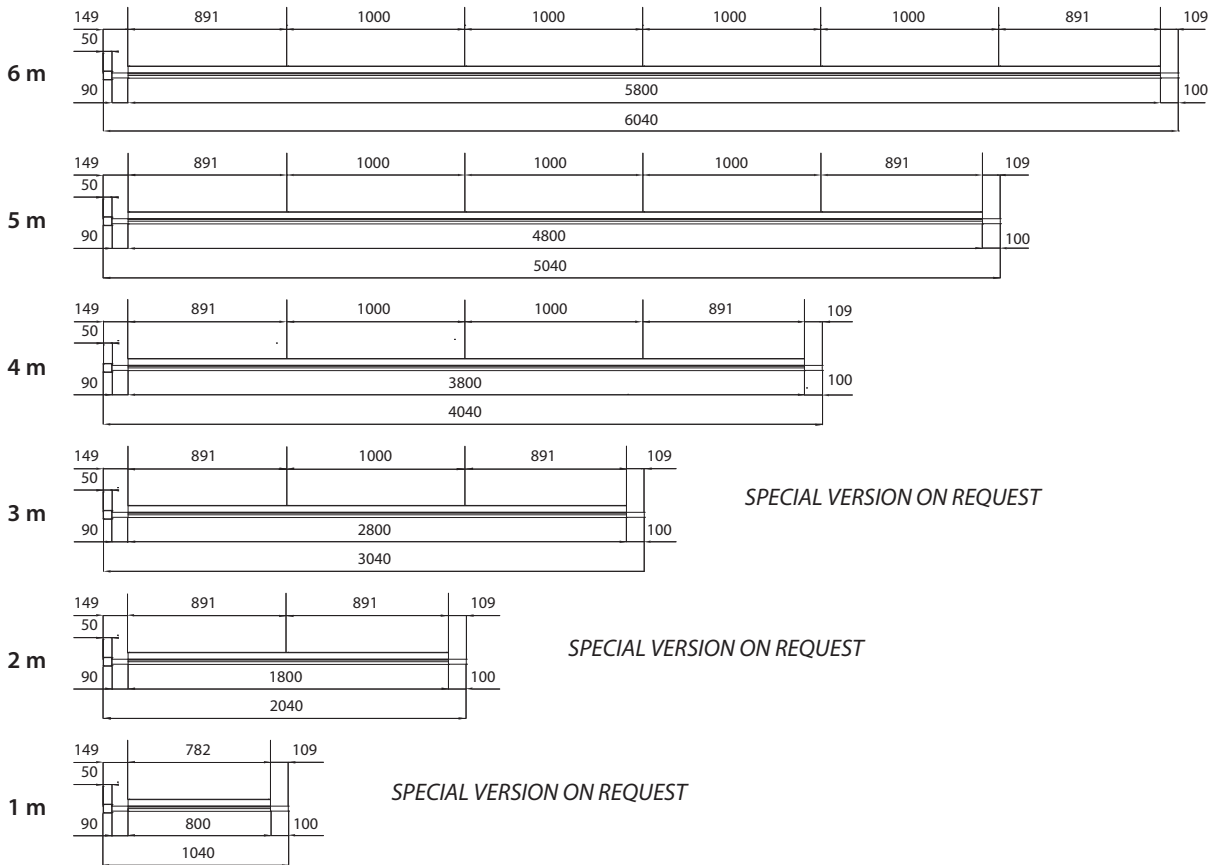 149 891 1000 1000 1000 1000 891 109
50
6 m
90 5800 100
6040
149 891 1000 1000 1000 891 109
50
5 m
90 4800 100
5040
149 891 1000 1000 891 109
50
4 m
90 3800 100
4040
149 891 1000 891 109
50
SPECIAL VERSION ON REQUEST
3 m
90 2800 100
3040
149 891 891 109
50
SPECIAL VERSION ON REQUEST
2 m
90 1800 100
2040
149 782 109
50
SPECIAL VERSION ON REQUEST
1 m
90 800 100
1040